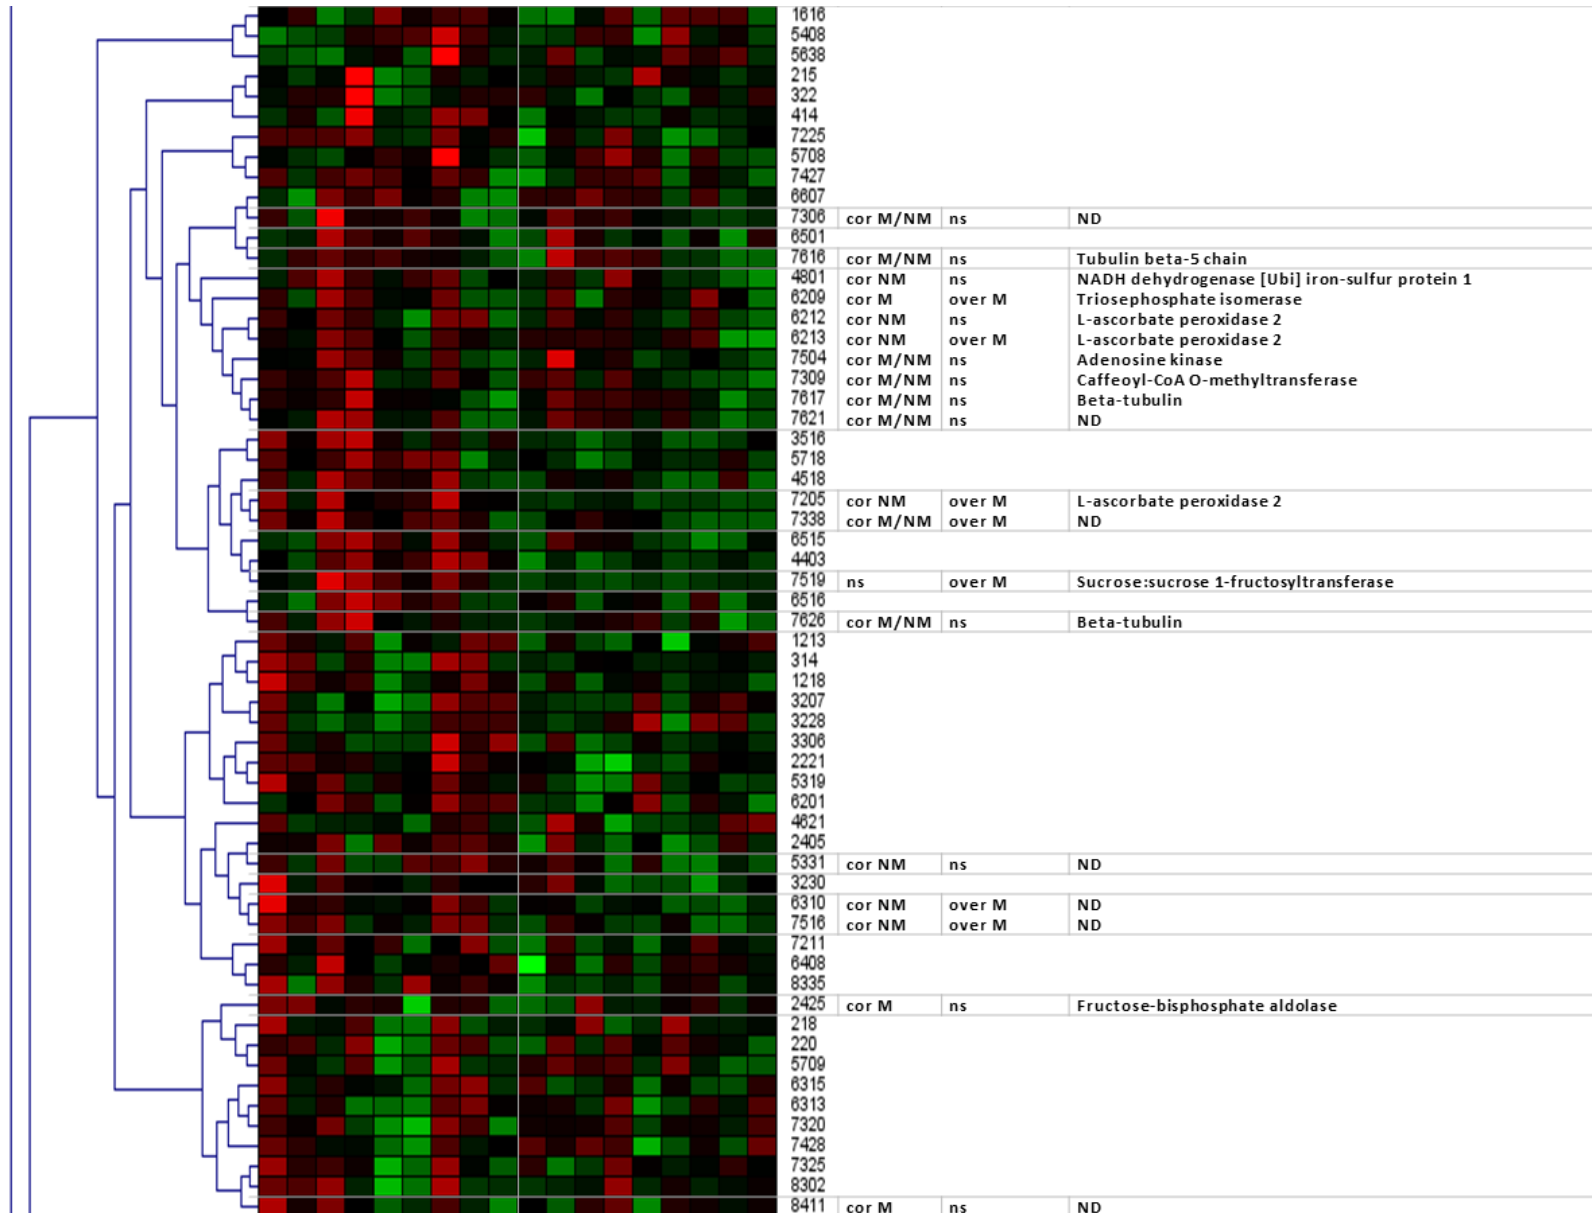 1616
5408
5638
215
322
414
7225
5708
7427
6607
7306 cor M/NM ns ND
6501
7616 cor M/NM ns Tubulin beta-5 chain
4801 cor NM ns NADH dehydrogenase [Ubi] iron-sulfur protein 1
6209 cor M over M Triosephosphate isomerase
6212 cor NM ns L-ascorbate peroxidase 2
6213 cor NM over M L-ascorbate peroxidase 2
7504 cor M/NM ns Adenosine kinase
7309 cor M/NM ns Caffeoyl-CoA O-methyltransferase
7617 cor M/NM ns Beta-tubulin
7621 cor M/NM ns ND
3516
5718
4518
7205 cor NM over M L-ascorbate peroxidase 2
7338 cor M/NM over M ND
6515
4403
7519 ns over M Sucrose:sucrose 1-fructosyltransferase
6516
7626 cor M/NM ns Beta-tubulin
1213
314
1218
3207
3228
3306
2221
5319
6201
4621
2405
5331 cor NM ns ND
3230
6310 cor NM over M ND
7516 cor NM over M ND
7211
6408
8335
2425 cor M ns Fructose-bisphosphate aldolase
218
220
5709
6315
6313
7320
7428
7325
8302
8411 cor M ns ND